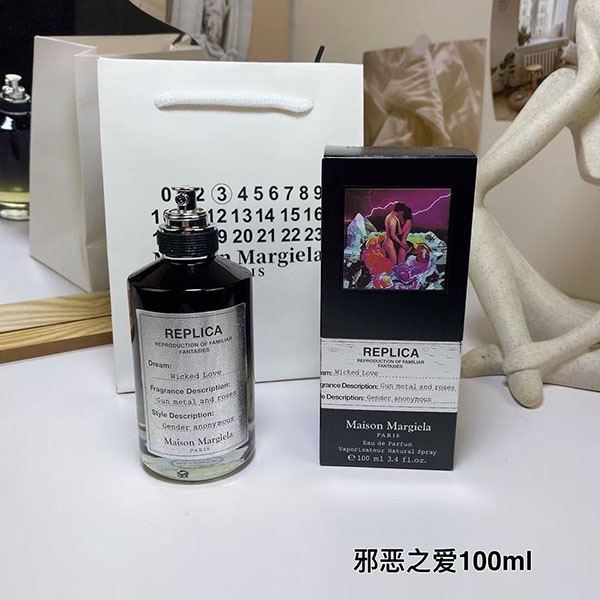 0 1 2 3 4 5 6 7 8 9
11 12 13 14 15 16
20 21 22 23
Margiela
PARIS
REPLICA
REPRODUCTION OF FAMILIAR
FANTASIES
Dream:
Wicked Love
Fragrance Description:
Gun metal and roses
Style Description:
Gender anonymous
Maison Margiela
PARIS
REPLICA
REPRODUCTION OF FAMILIAR
FANTASIES
Wicked Love
Fragrance Description: Gun metal and roses
Style Description: Gender anonymous
Maison Margiela
PARIS
Eau de Parfum
Vaporisateur Natural Spray
e 100 ml 3.4 fl.oz.
邪恶之爱100ml